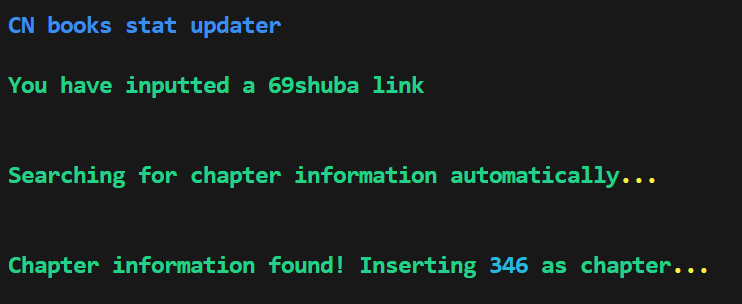 CN books stat updater
You have inputted a 69shuba link
Searching for chapter information automatically...
Chapter information found! Inserting 346 as chapter...